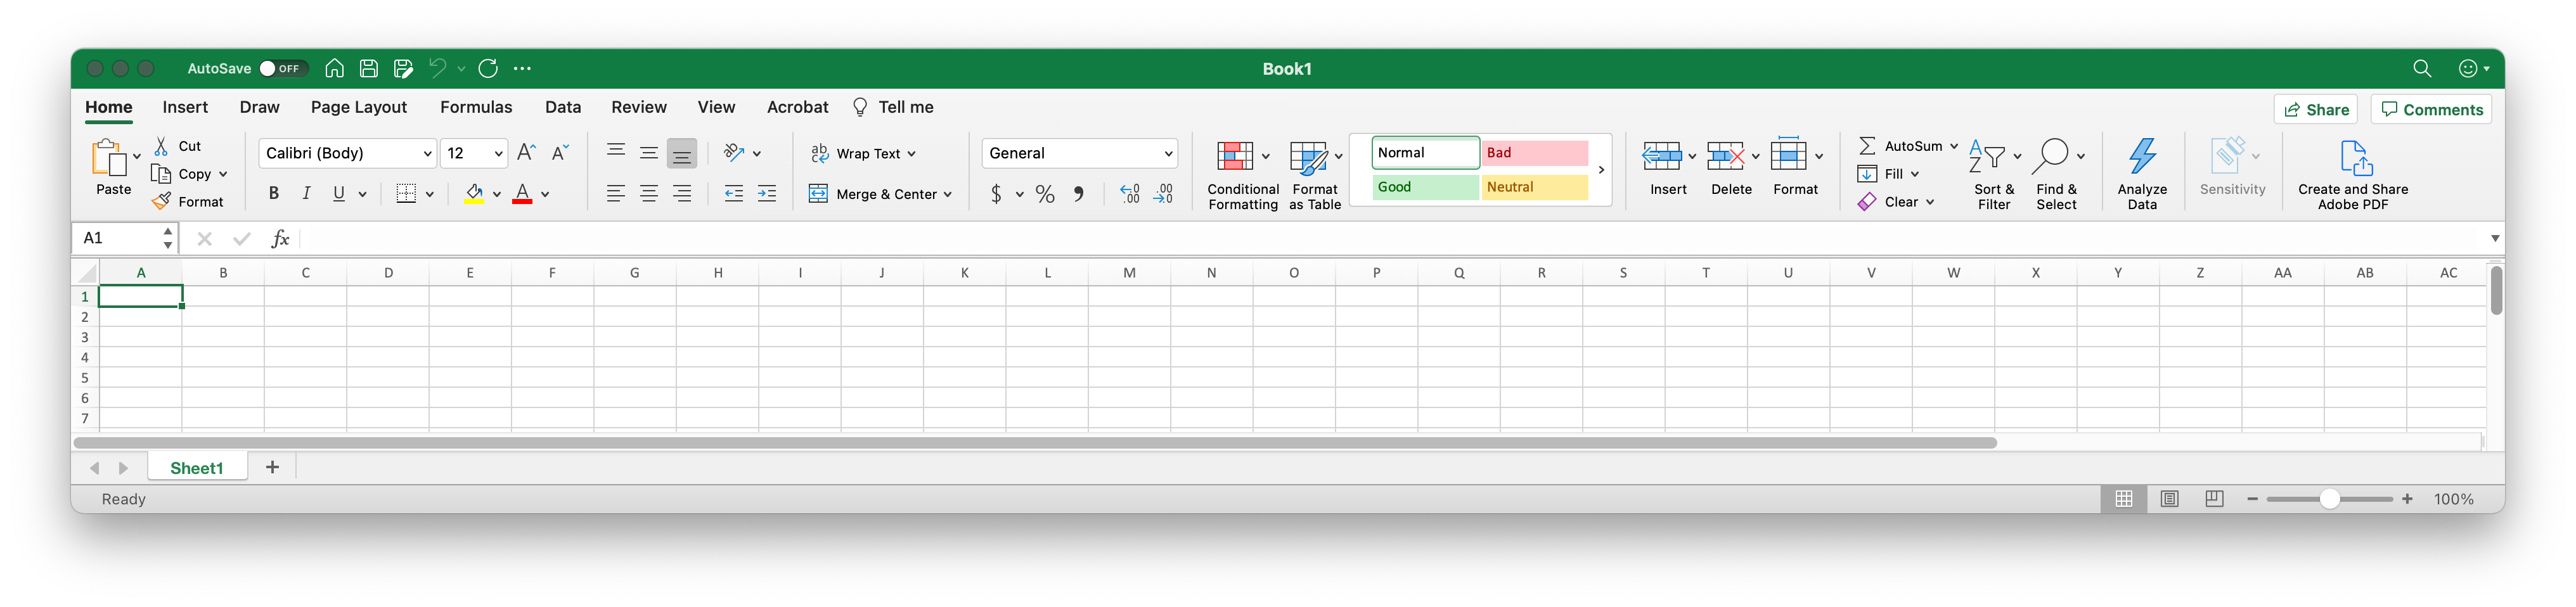 AutoSave OFF
Book1
Home Insert Draw Page Layout Formulas Data Review View Acrobat Tell me
Share Comments
Paste
Cut
Copy
Format
Calibri (Body) 12
B I U
Wrap Text
Merge & Center
General
$ % ,
Conditional Formatting
Format as Table
Normal Bad
Good Neutral
Insert Delete Format
AutoSum
Fill
Clear
Sort & Filter
Find & Select
Analyze Data
Sensitivity
Create and Share Adobe PDF
A1 fx
A B C D E F G H I J K L M N O P Q R S T U V W X Y Z AA AB AC
1
2
3
4
5
6
7
Sheet1 +
Ready 100%